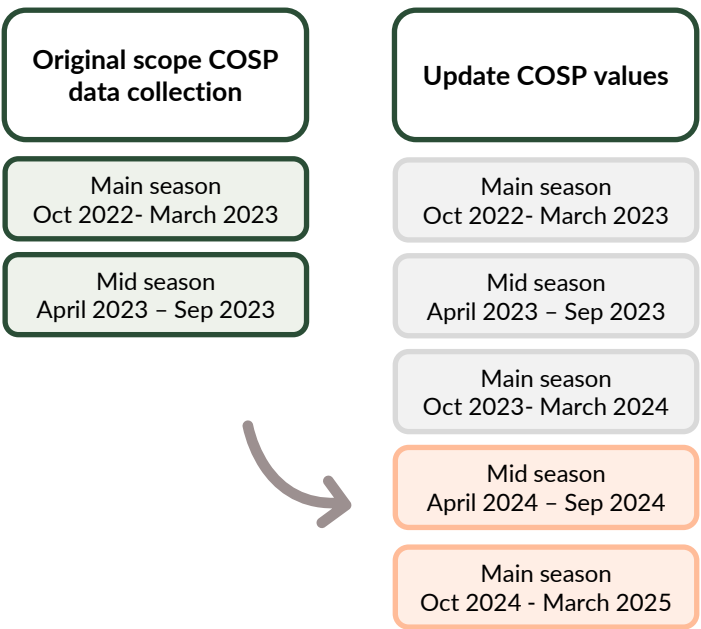 Original scope COSP
data collection
Main season
Oct 2022- March 2023
Mid season
April 2023 – Sep 2023
Update COSP values
Main season
Oct 2022- March 2023
Mid season
April 2023 – Sep 2023
Main season
Oct 2023- March 2024
Mid season
April 2024 – Sep 2024
Main season
Oct 2024 - March 2025